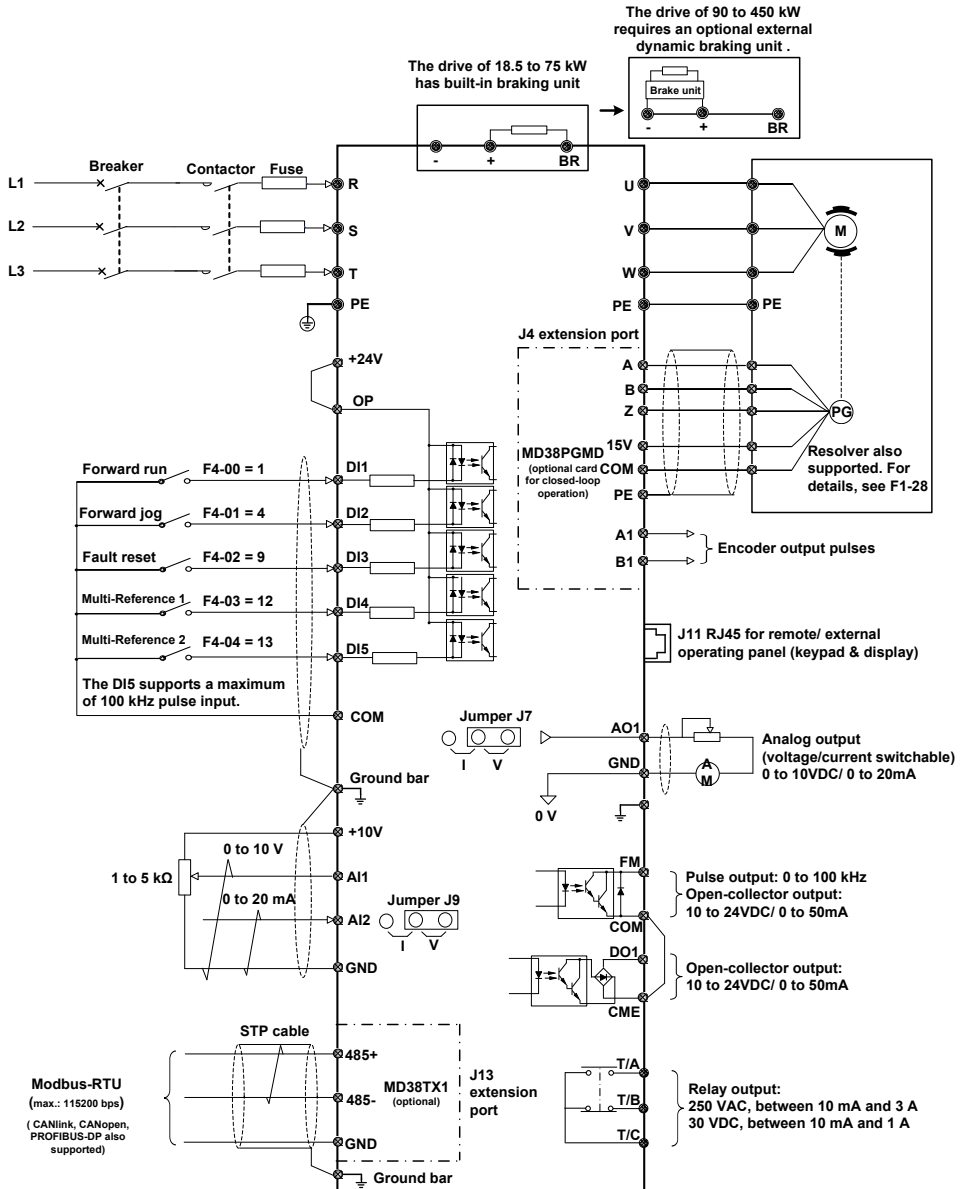 The drive of 90 to 450 kW
requires an optional external
dynamic braking unit .
The drive of 18.5 to 75 kW
has built-in braking unit
Brake unit
- + BR
- + BR
Breaker Contactor Fuse
L1 R
L2 S
L3 T
PE
U
V
W
PE PE
M
+24V
OP
J4 extension port
A
B
Z
15V
COM
PE
A1
B1
MD38PGMD
(optional card
for closed-loop
operation)
PG
Resolver also
supported. For
details, see F1-28
Encoder output pulses
Forward run F4-00 = 1 DI1
Forward jog F4-01 = 4 DI2
Fault reset F4-02 = 9 DI3
Multi-Reference 1 F4-03 = 12 DI4
Multi-Reference 2 F4-04 = 13 DI5
The DI5 supports a maximum
of 100 kHz pulse input.
COM
J11 RJ45 for remote/ external
operating panel (keypad & display)
Jumper J7
I V
AO1
GND
0 V
A
M
Analog output
(voltage/current switchable)
0 to 10VDC/ 0 to 20mA
Ground bar
+10V
0 to 10 V
1 to 5 kΩ
AI1
0 to 20 mA
AI2
Jumper J9
I V
GND
FM
COM
Pulse output: 0 to 100 kHz
Open-collector output:
10 to 24VDC/ 0 to 50mA
DO1
CME
Open-collector output:
10 to 24VDC/ 0 to 50mA
STP cable
485+
485-
GND
MD38TX1
(optional)
J13
extension
port
Modbus-RTU
(max.: 115200 bps)
( CANlink, CANopen,
PROFIBUS-DP also
supported)
Ground bar
T/A
T/B
T/C
Relay output:
250 VAC, between 10 mA and 3 A
30 VDC, between 10 mA and 1 A